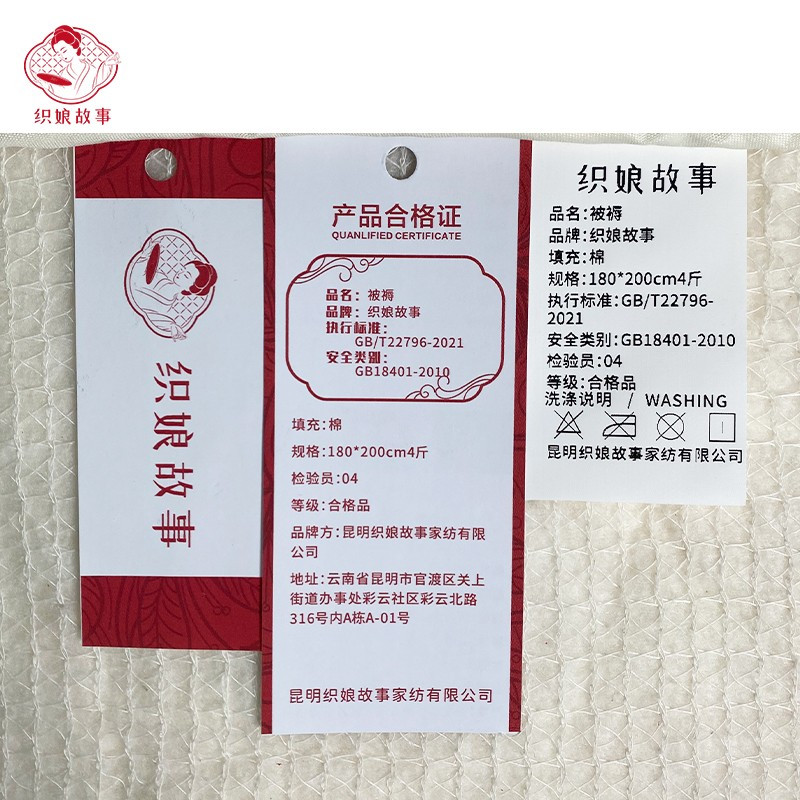 织娘故事
织娘故事
产品合格证
QUANLIFIED CERTIFICATE
品名：被褥
品牌：织娘故事
执行标准：
GB/T22796-2021
安全类别：
GB18401-2010
填充：棉
规格：180*200cm4斤
检验员：04
等级：合格品
品牌方：昆明织娘故事家纺有限
公司
地址：云南省昆明市官渡区关上
街道办事处彩云社区彩云北路
316号内A栋A-01号
昆明织娘故事家纺有限公司
织娘故事
品名：被褥
品牌：织娘故事
填充：棉
规格：180*200cm4斤
执行标准：GB/T22796-
2021
安全类别：GB18401-2010
检验员：04
等级：合格品
洗涤说明 / WASHING
昆明织娘故事家纺有限公司